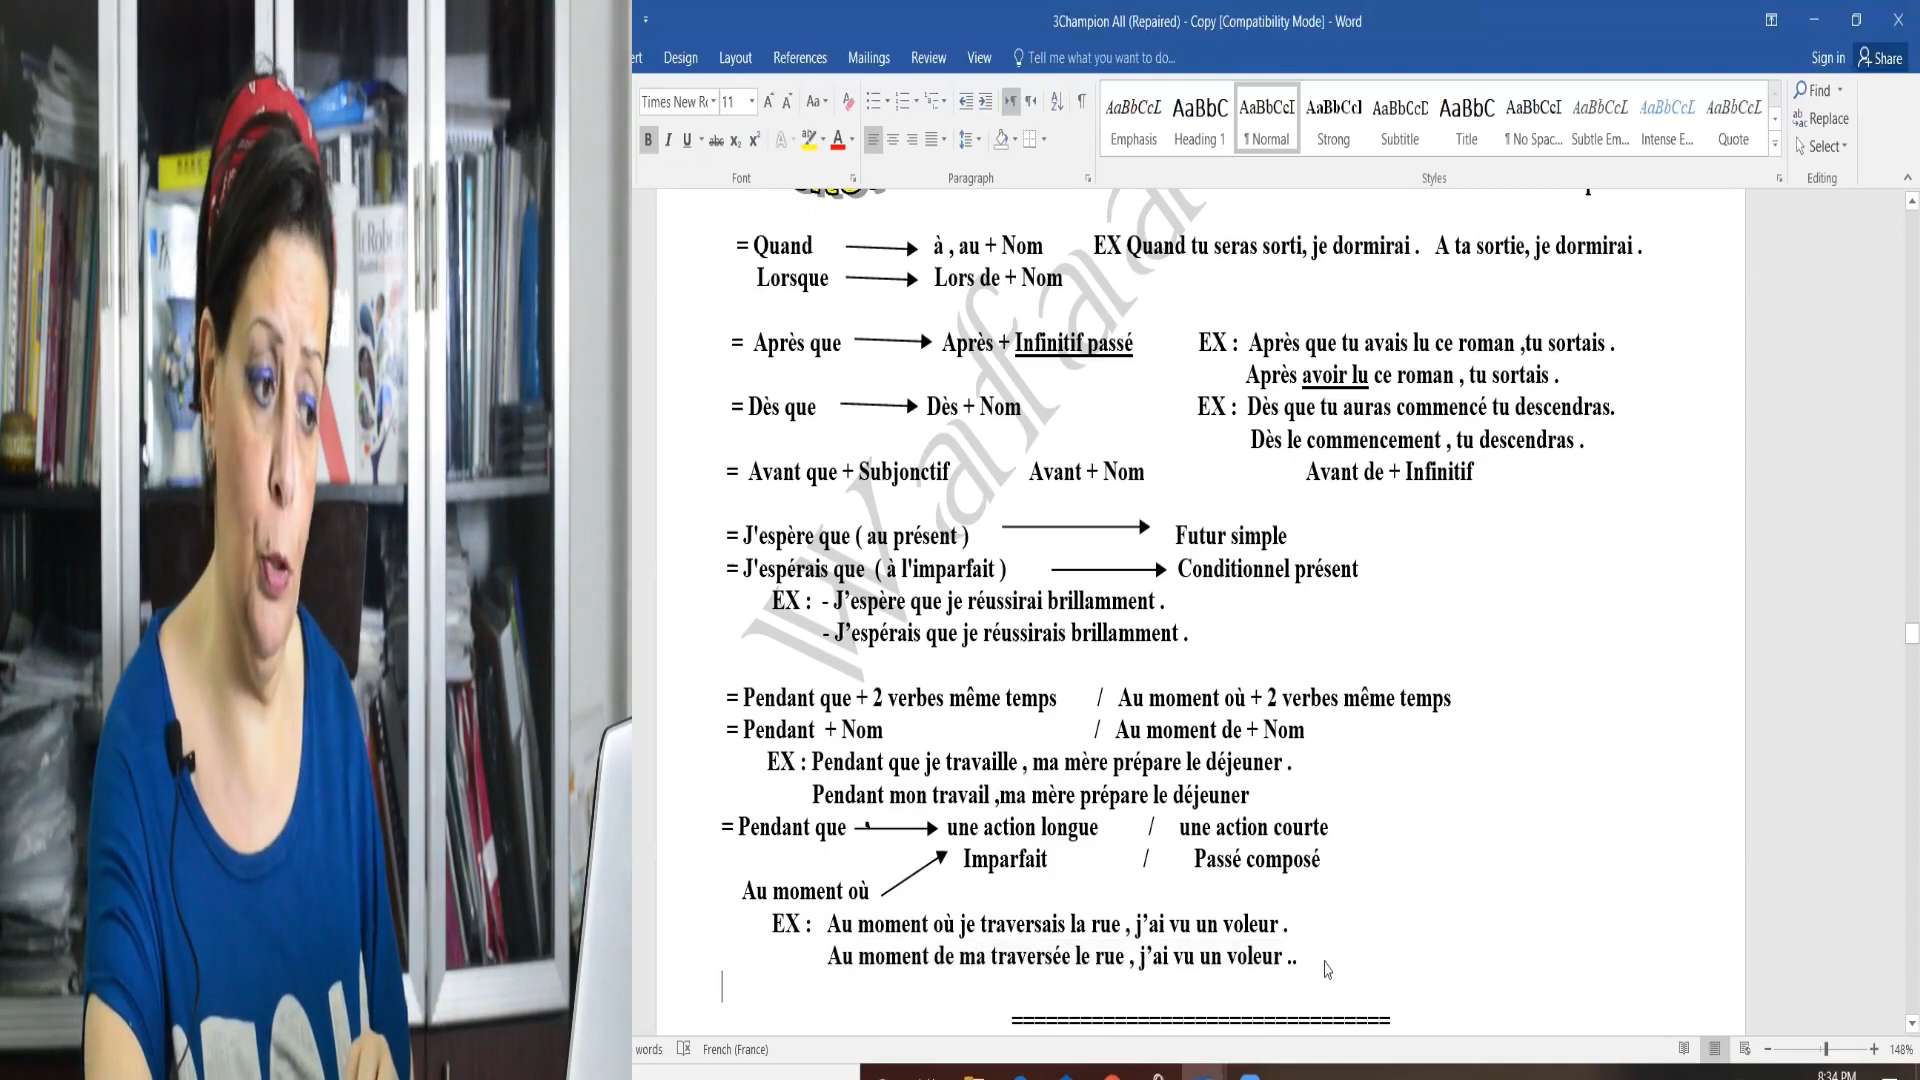 3Champion All (Repaired) - Copy [Compatibility Mode] - Word
Design Layout References Mailings Review View Tell me what you want to do... Sign in Share
Times New R 11 Aa Find
AaBbCcL AaBbC AaBbCcI AaBbCcI AaBbCcD AaBbC AaBbCcI AaBbCcL AaBbCcL AaBbCcL Replace
B I U abc X₂ X² A A Emphasis Heading 1 ¶ Normal Strong Subtitle Title ¶ No Spac... Subtle Em... Intense E... Quote Select
Font Paragraph Styles Editing
= Quand à , au + Nom EX Quand tu seras sorti, je dormirai . A ta sortie, je dormirai .
Lorsque Lors de + Nom
= Après que Après + Infinitif passé EX : Après que tu avais lu ce roman ,tu sortais .
Après avoir lu ce roman , tu sortais .
= Dès que Dès + Nom EX : Dès que tu auras commencé tu descendras.
Dès le commencement , tu descendras .
= Avant que + Subjonctif Avant + Nom Avant de + Infinitif
= J'espère que ( au présent ) Futur simple
= J'espérais que ( à l'imparfait ) Conditionnel présent
EX : - J’espère que je réussirai brillamment .
- J’espérais que je réussirais brillamment .
= Pendant que + 2 verbes même temps / Au moment où + 2 verbes même temps
= Pendant + Nom / Au moment de + Nom
EX : Pendant que je travaille , ma mère prépare le déjeuner .
Pendant mon travail ,ma mère prépare le déjeuner
= Pendant que une action longue / une action courte
Imparfait / Passé composé
Au moment où
EX : Au moment où je traversais la rue , j’ai vu un voleur .
Au moment de ma traversée le rue , j’ai vu un voleur ..
================================
words French (France) 148%
8:34 PM